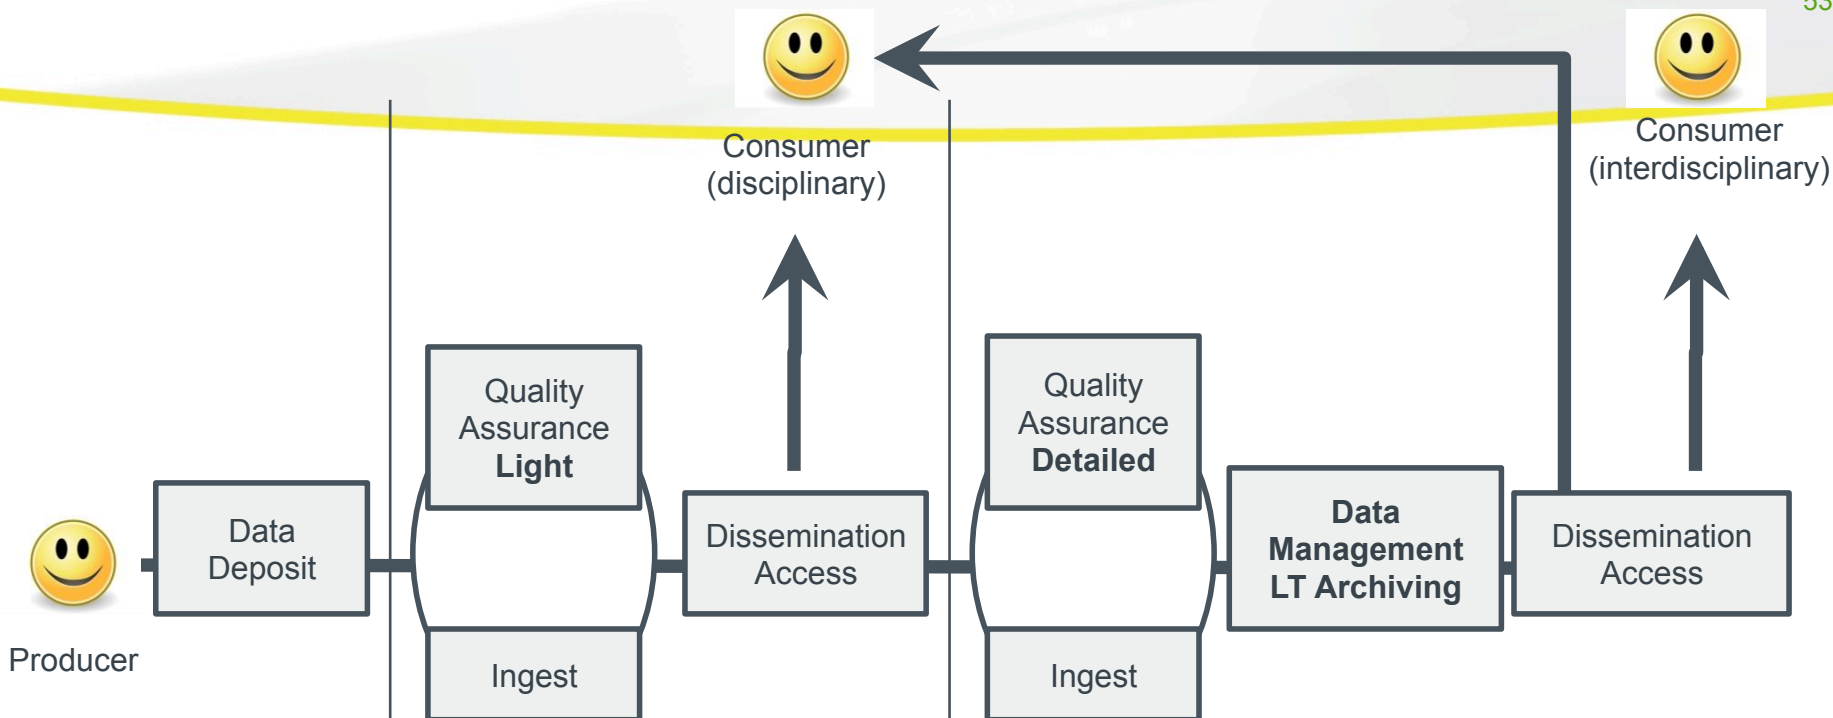 53
Consumer
(disciplinary)
Consumer
(interdisciplinary)
Quality
Assurance
Light
Quality
Assurance
Detailed
Data
Deposit
Dissemination
Access
Data
Management
LT Archiving
Dissemination
Access
Producer
Ingest
Ingest